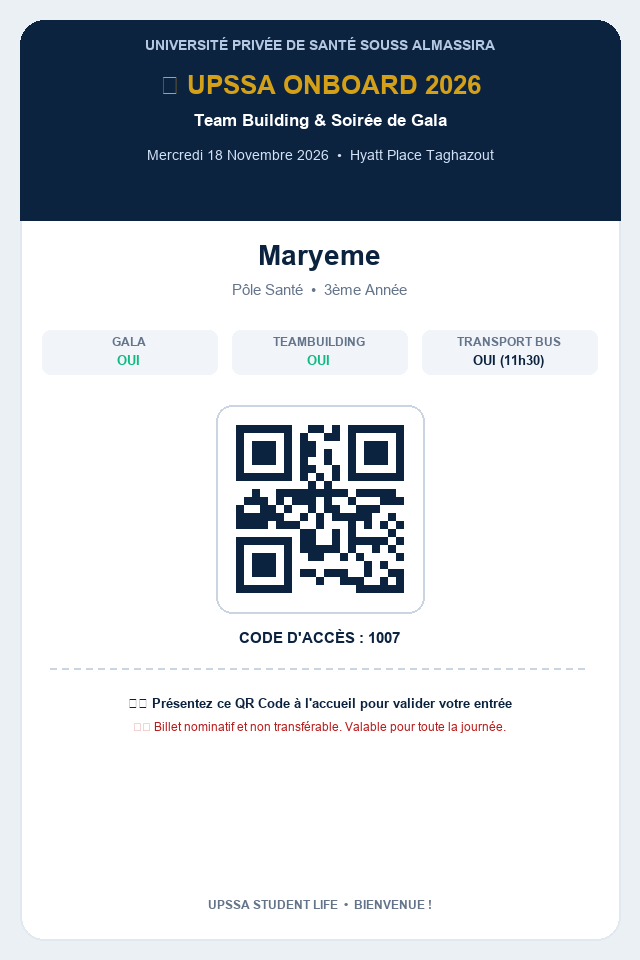 UNIVERSITÉ PRIVÉE DE SANTÉ SOUSS ALMASSIRA
UPSSA ONBOARD 2026
Team Building & Soirée de Gala
Mercredi 18 Novembre 2026 • Hyatt Place Taghazout
Maryeme
Pôle Santé • 3ème Année
GALA
OUI
TEAMBUILDING
OUI
TRANSPORT BUS
OUI (11h30)
CODE D'ACCÈS : 1007
Présentez ce QR Code à l'accueil pour valider votre entrée
Billet nominatif et non transférable. Valable pour toute la journée.
UPSSA STUDENT LIFE • BIENVENUE !